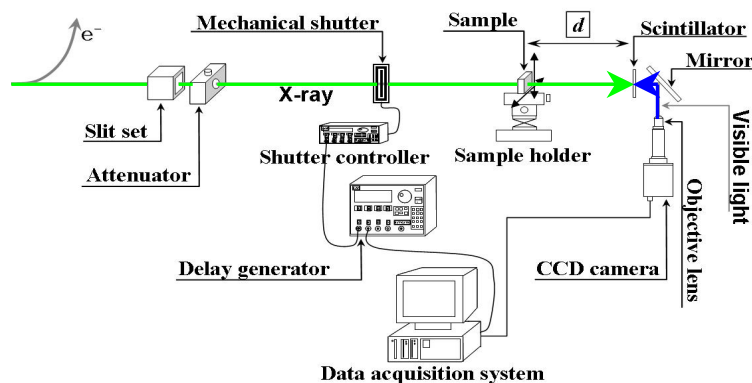 Mechanical shutter
Sample
d
Scintillator
Mirror
e⁻
X-ray
Slit set
Attenuator
Shutter controller
Sample holder
Visible light
Objective lens
Delay generator
CCD camera
Data acquisition system